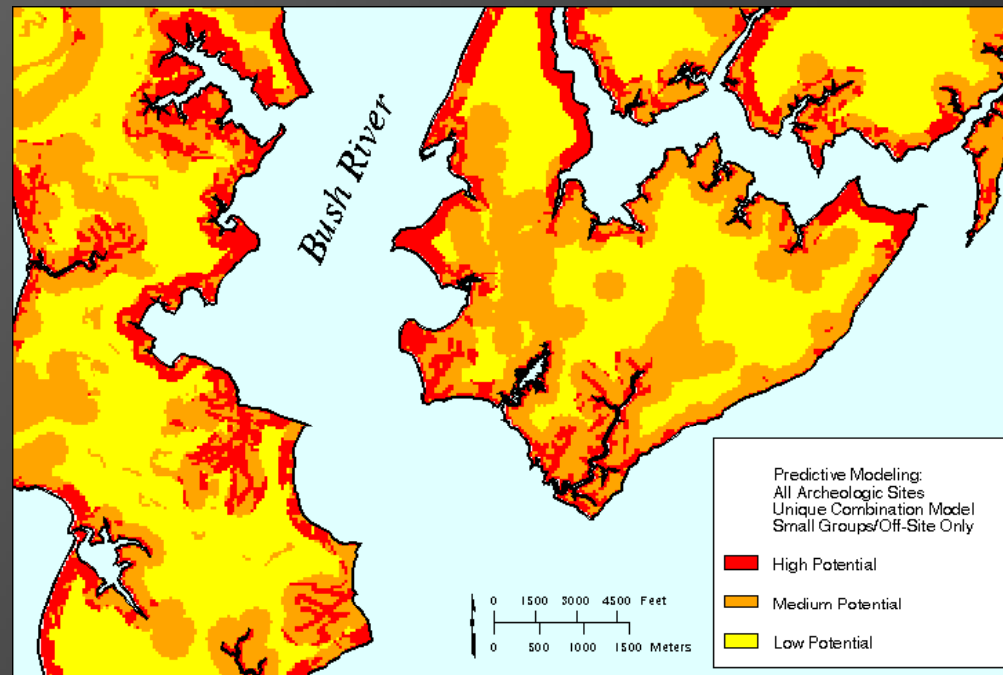 Bush River
Predictive Modeling:
All Archeologic Sites
Unique Combination Model
Small Groups/Off-Site Only
High Potential
Medium Potential
Low Potential
0 1500 3000 4500 Feet
0 500 1000 1500 Meters